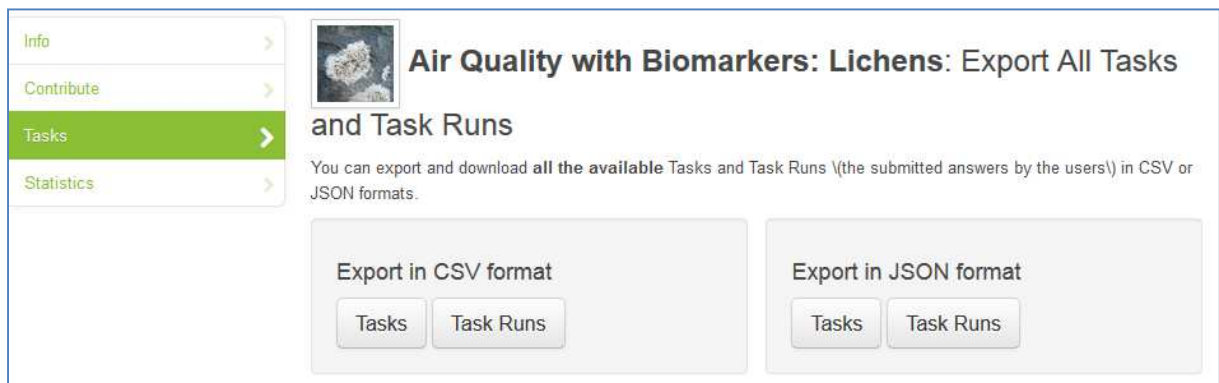 Info
Contribute
Tasks
Statistics
Air Quality with Biomarkers: Lichens: Export All Tasks
and Task Runs
You can export and download all the available Tasks and Task Runs \(the submitted answers by the users\) in CSV or
JSON formats.
Export in CSV format
Tasks Task Runs
Export in JSON format
Tasks Task Runs